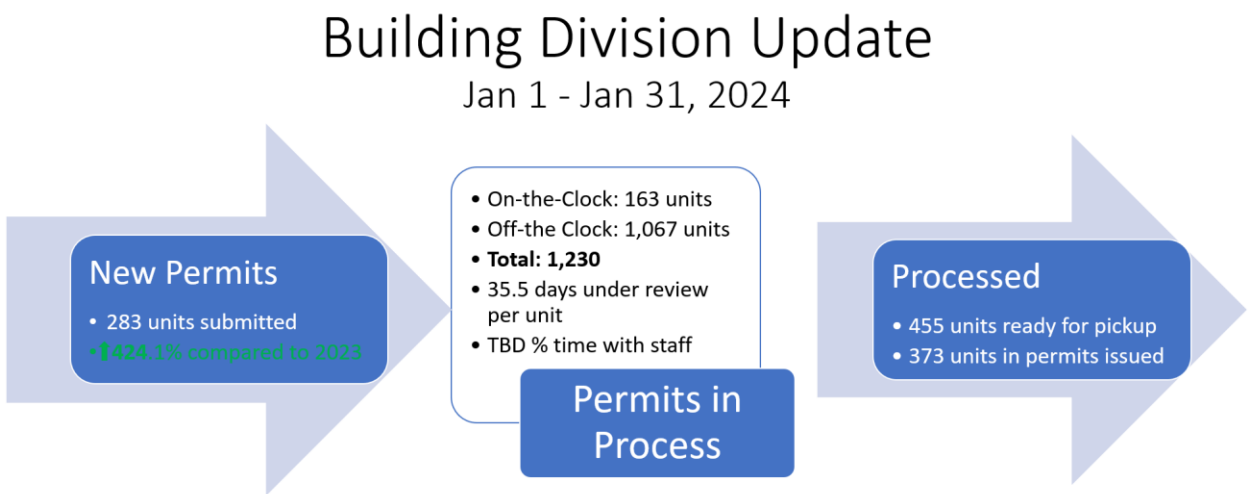 Building Division Update
Jan 1 - Jan 31, 2024
New Permits
• 283 units submitted
•⬆424.1% compared to 2023
• On-the-Clock: 163 units
• Off-the Clock: 1,067 units
• Total: 1,230
• 35.5 days under review
per unit
• TBD % time with staff
Permits in
Process
Processed
• 455 units ready for pickup
• 373 units in permits issued